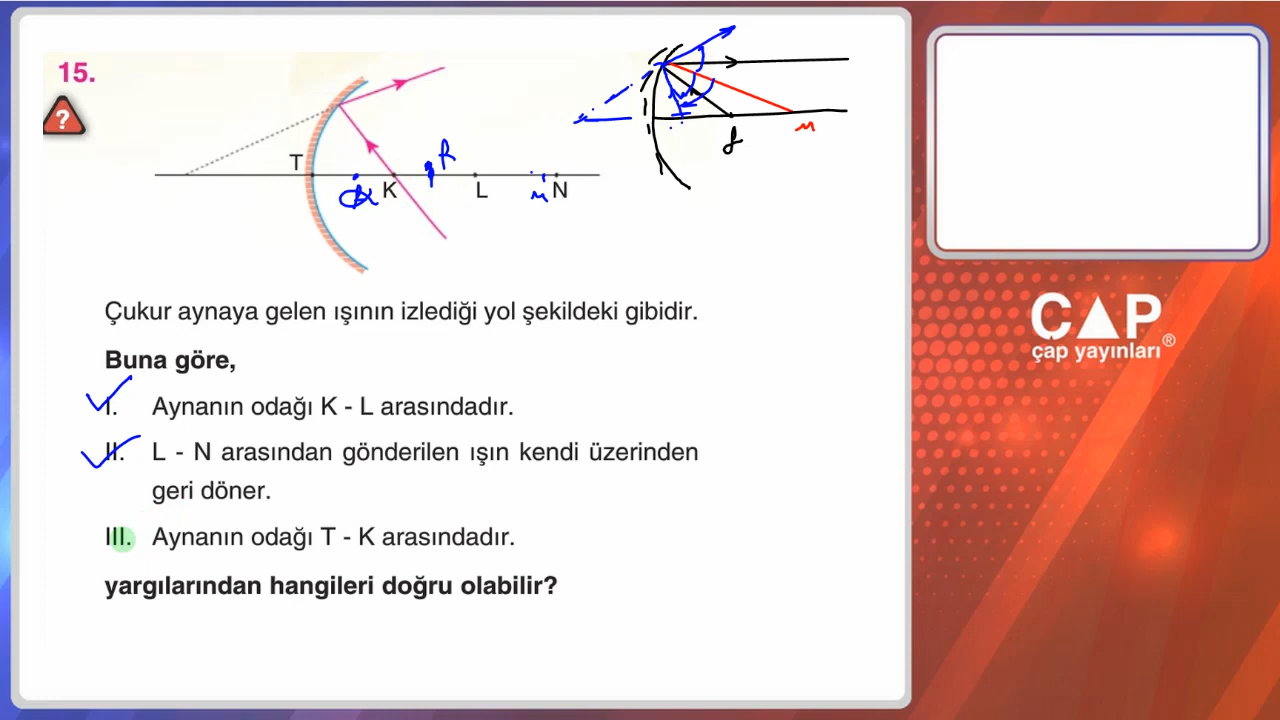 15.
?
T
K
L
N
R
f
M
Çukur aynaya gelen ışının izlediği yol şekildeki gibidir.
Buna göre,
I. Aynanın odağı K - L arasındadır.
II. L - N arasından gönderilen ışın kendi üzerinden
geri döner.
III. Aynanın odağı T - K arasındadır.
yargılarından hangileri doğru olabilir?
ÇAP
çap yayınları®